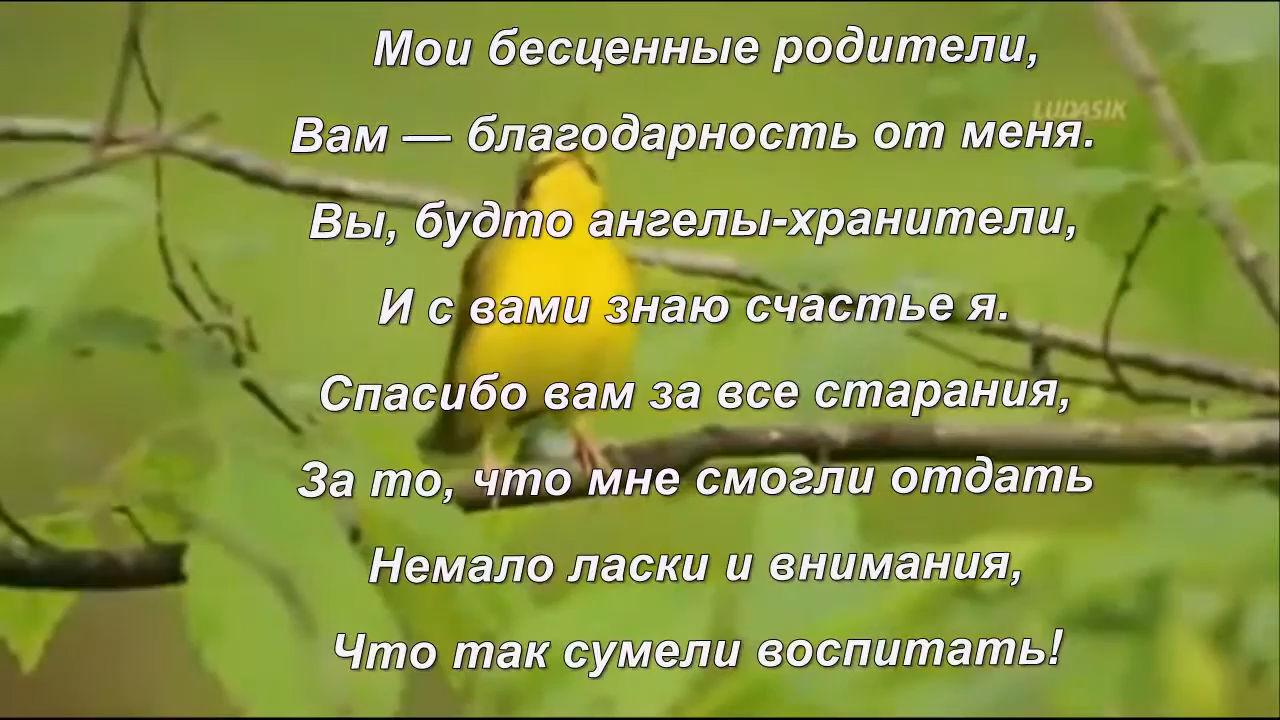 Мои бесценные родители,
LUDASIK
Вам — благодарность от меня.
Вы, будто ангелы-хранители,
И с вами знаю счастье я.
Спасибо вам за все старания,
За то, что мне смогли отдать
Немало ласки и внимания,
Что так сумели воспитать!